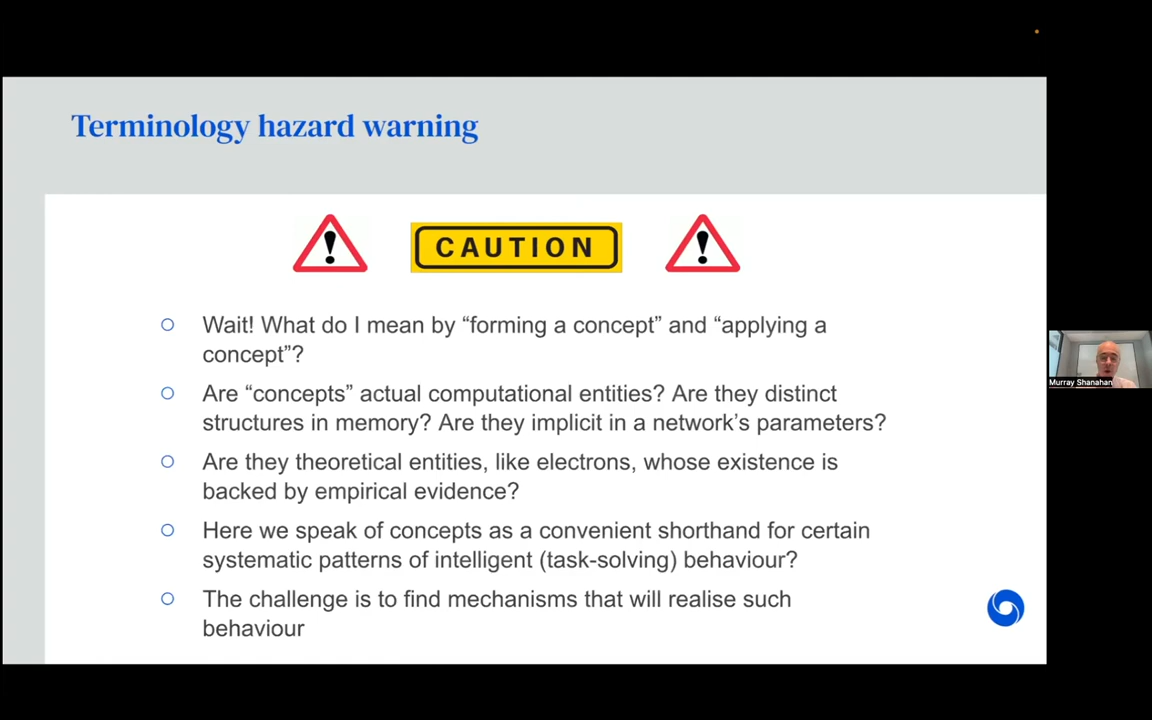 Terminology hazard warning
CAUTION
Wait! What do I mean by “forming a concept” and “applying a
concept”?
Are “concepts” actual computational entities? Are they distinct
structures in memory? Are they implicit in a network’s parameters?
Are they theoretical entities, like electrons, whose existence is
backed by empirical evidence?
Here we speak of concepts as a convenient shorthand for certain
systematic patterns of intelligent (task-solving) behaviour?
The challenge is to find mechanisms that will realise such
behaviour
Murray Shanahan